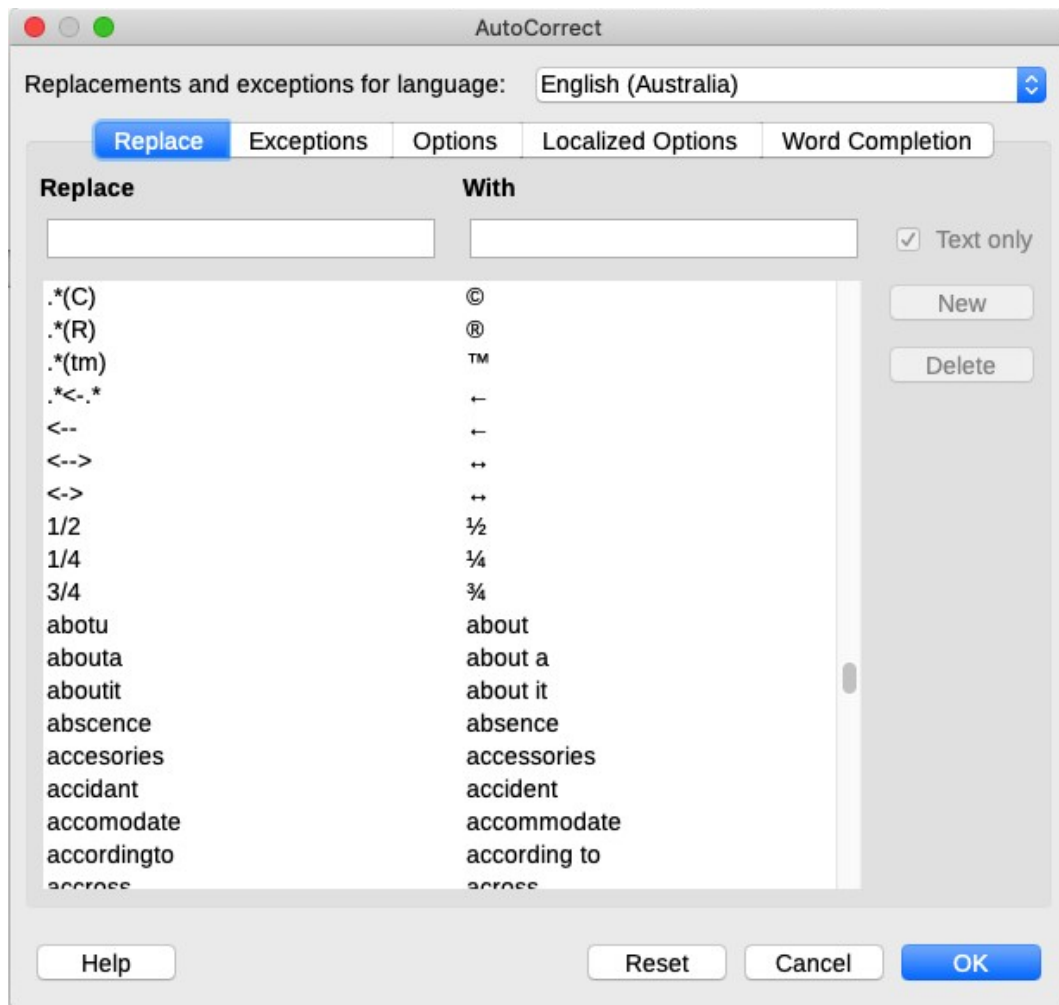 AutoCorrect
Replacements and exceptions for language: English (Australia)
Replace Exceptions Options Localized Options Word Completion
Replace With
Text only
.*(C) ©
New
.*(R) ®
.*(tm) ™
Delete
.*<-.* ←
<-- ←
<--> ↔
<-> ↔
1/2 ½
1/4 ¼
3/4 ¾
abotu about
abouta about a
aboutit about it
abscence absence
accesories accessories
accidant accident
accomodate accommodate
accordingto according to
accross across
Help Reset Cancel OK